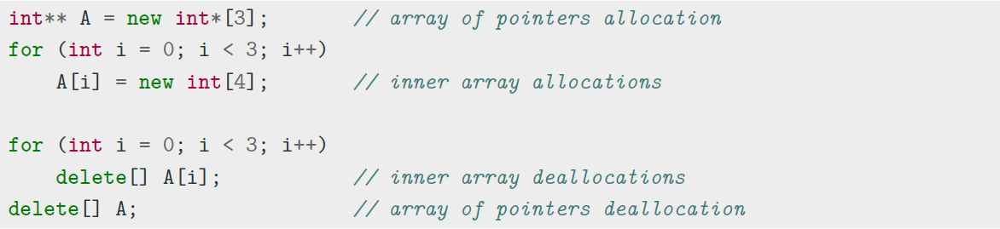 int** A = new int*[3]; // array of pointers allocation
for (int i = 0; i < 3; i++)
A[i] = new int[4]; // inner array allocations
for (int i = 0; i < 3; i++)
delete[] A[i]; // inner array deallocations
delete[] A; // array of pointers deallocation